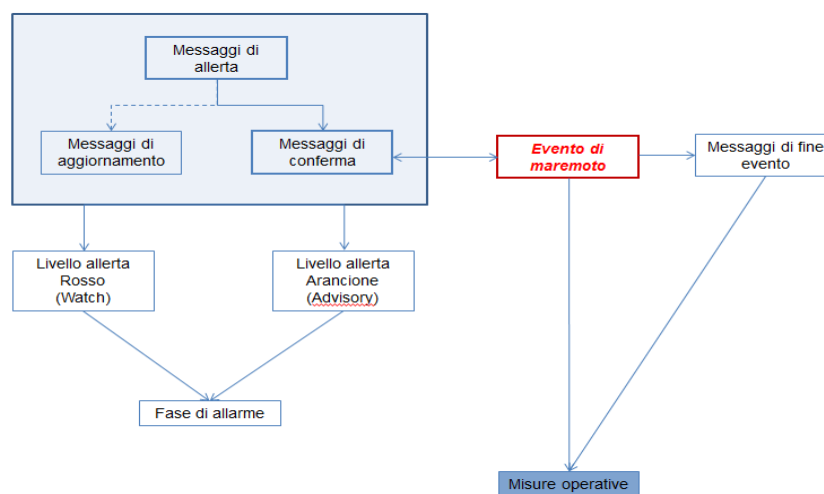 Messaggi di
allerta
Messaggi di
aggiornamento
Messaggi di
conferma
Evento di
maremoto
Messaggi di fine
evento
Livello allerta
Rosso
(Watch)
Livello allerta
Arancione
(Advisory)
Fase di allarme
Misure operative